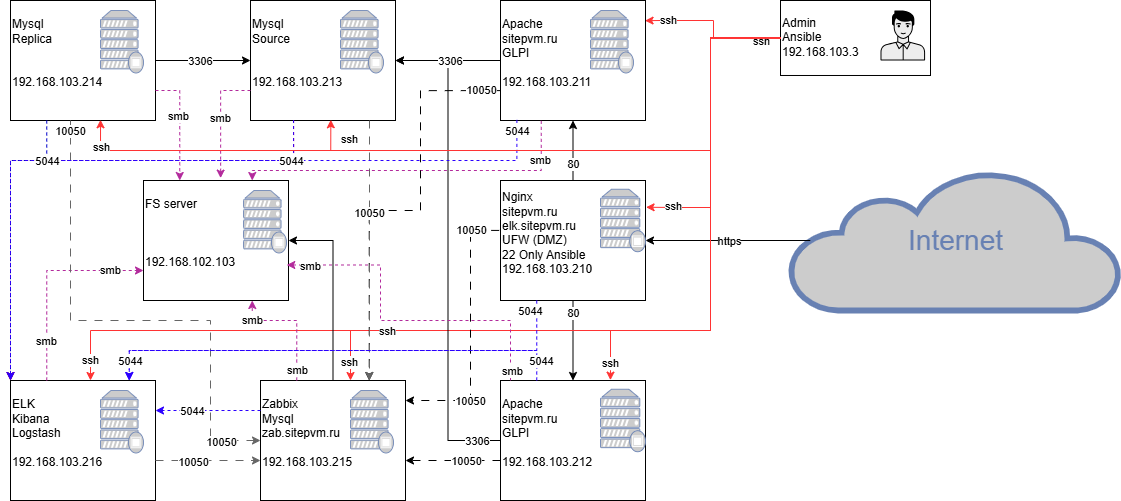 Mysql
Replica
192.168.103.214
3306
Mysql
Source
192.168.103.213
3306
Apache
sitepvm.ru
GLPI
192.168.103.211
ssh
ssh
Admin
Ansible
192.168.103.3
smb
smb
10050
10050
ssh
ssh
5044
5044
5044
smb
80
FS server
192.168.102.103
10050
10050
Nginx
sitepvm.ru
elk.sitepvm.ru
UFW (DMZ)
22 Only Ansible
192.168.103.210
ssh
https
Internet
smb
smb
smb
smb
5044
80
ssh
ssh
5044
ssh
smb
5044
smb
ssh
ELK
Kibana
Logstash
192.168.103.216
5044
10050
10050
Zabbix
Mysql
zab.sitepvm.ru
192.168.103.215
10050
3306
10050
Apache
sitepvm.ru
GLPI
192.168.103.212